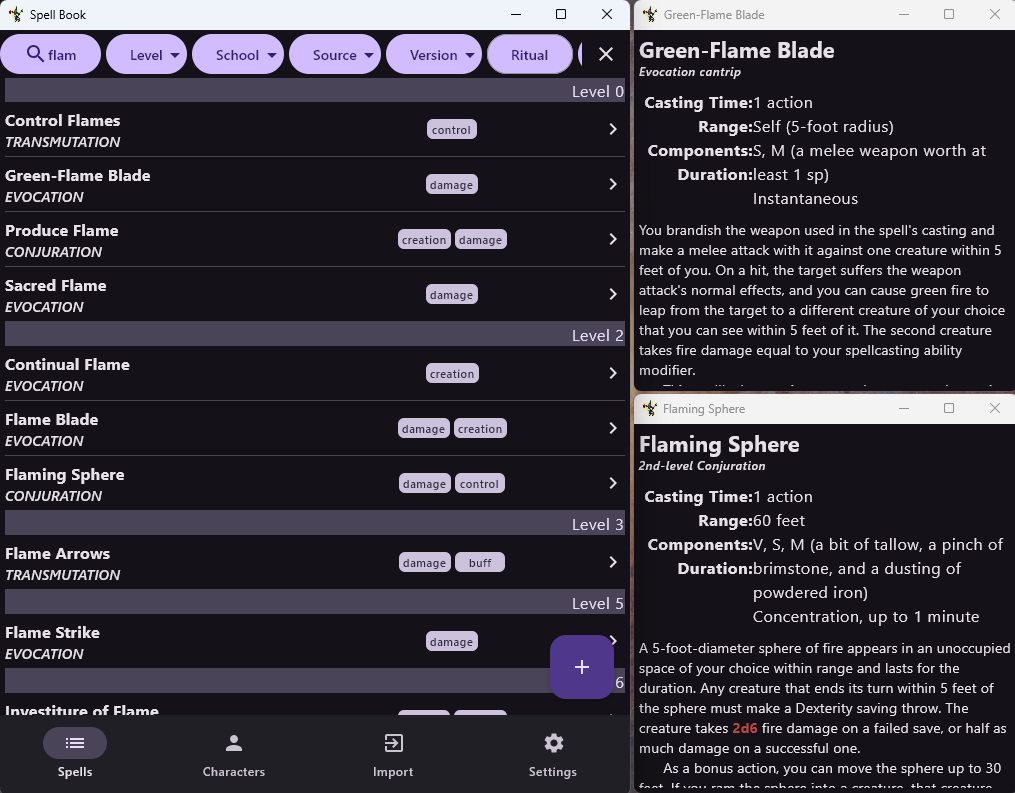 Spell Book
flam
Level
School
Source
Version
Ritual
Level 0
Control Flames
TRANSMUTATION
control
Green-Flame Blade
EVOCATION
damage
Produce Flame
CONJURATION
creation damage
Sacred Flame
EVOCATION
damage
Level 2
Continual Flame
EVOCATION
creation
Flame Blade
EVOCATION
damage creation
Flaming Sphere
CONJURATION
damage control
Level 3
Flame Arrows
TRANSMUTATION
damage buff
Level 5
Flame Strike
EVOCATION
damage
6
Investiture of Flame
Spells
Characters
Import
Settings
Green-Flame Blade
Green-Flame Blade
Evocation cantrip
Casting Time:1 action
Range:Self (5-foot radius)
Components:S, M (a melee weapon worth at
Duration:least 1 sp)
Instantaneous
You brandish the weapon used in the spell's casting and
make a melee attack with it against one creature within 5
feet of you. On a hit, the target suffers the weapon
attack's normal effects, and you can cause green fire to
leap from the target to a different creature of your choice
that you can see within 5 feet of it. The second creature
takes fire damage equal to your spellcasting ability
modifier.
Flaming Sphere
Flaming Sphere
2nd-level Conjuration
Casting Time:1 action
Range:60 feet
Components:V, S, M (a bit of tallow, a pinch of
Duration:brimstone, and a dusting of
powdered iron)
Concentration, up to 1 minute
A 5-foot-diameter sphere of fire appears in an unoccupied
space of your choice within range and lasts for the
duration. Any creature that ends its turn within 5 feet of
the sphere must make a Dexterity saving throw. The
creature takes 2d6 fire damage on a failed save, or half as
much damage on a successful one.
As a bonus action, you can move the sphere up to 30
feet. If you ram the sphere into a creature, that creature